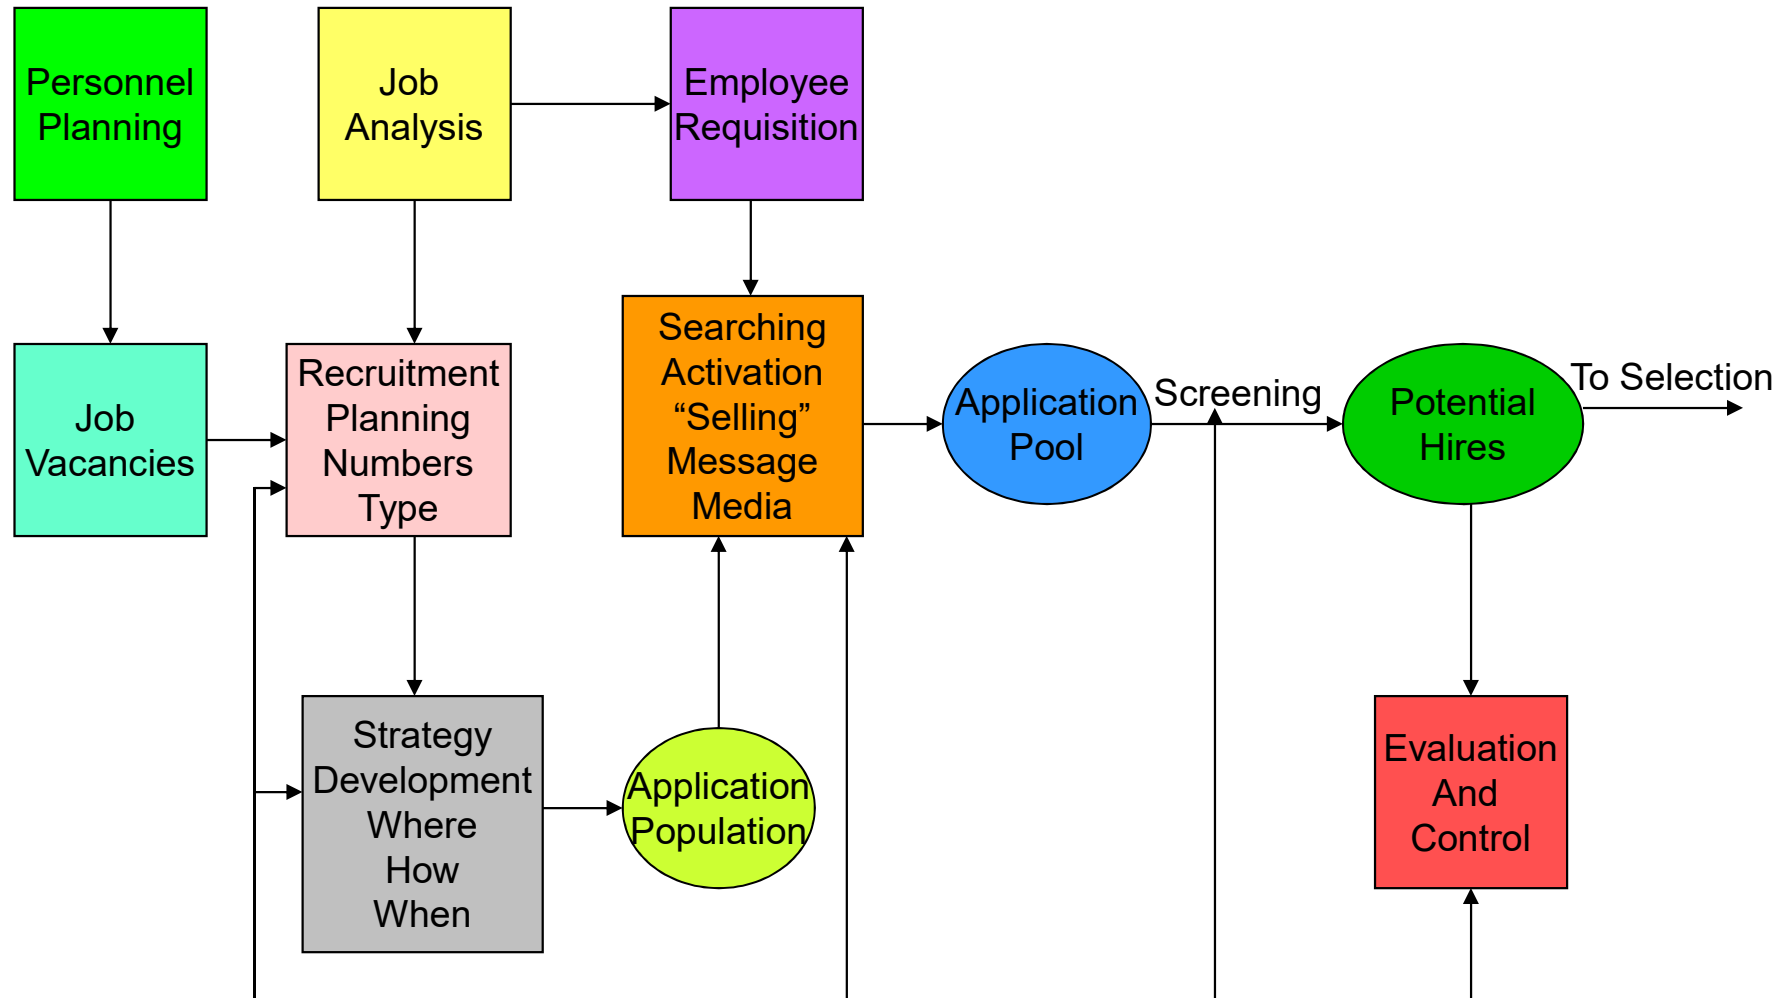 Personnel
Planning
Job
Analysis
Employee
Requisition
Job
Vacancies
Recruitment
Planning
Numbers
Type
Searching
Activation
“Selling”
Message
Media
Application
Pool
Screening
Potential
Hires
To Selection
Strategy
Development
Where
How
When
Application
Population
Evaluation
And
Control